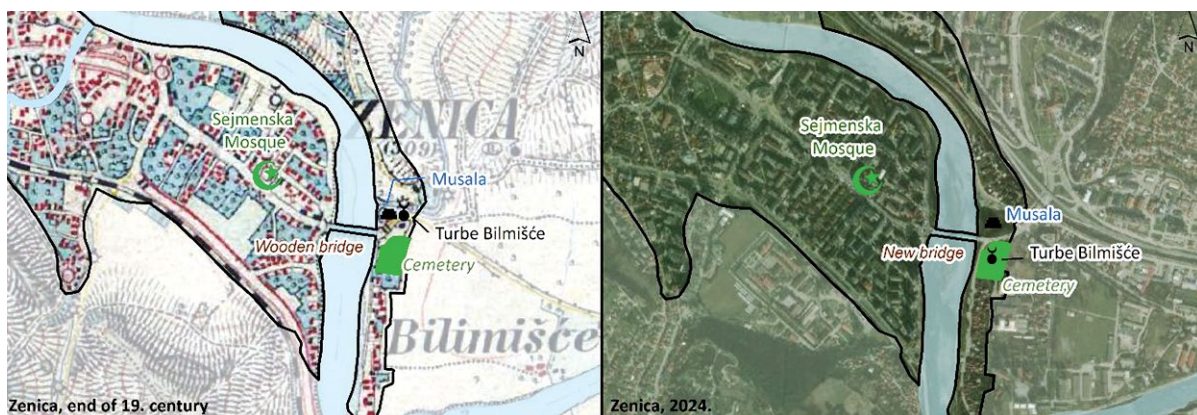 N
ZENICA
(309)
Sejmenska
Mosque
Musala
Turbe Bilmišće
Wooden bridge
Cemetery
Bilimišće
Zenica, end of 19. century
N
Sejmenska
Mosque
Musala
New bridge
Turbe Bilmišće
Cemetery
Zenica, 2024.